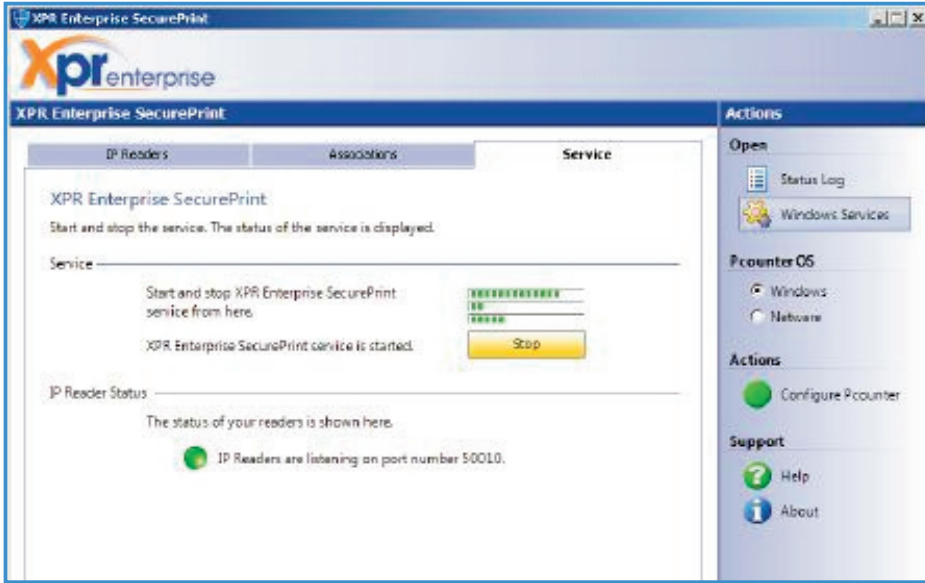 XPR Enterprise SecurePrint
xpr enterprise
XPR Enterprise SecurePrint
IP Readers
Associations
Service
XPR Enterprise SecurePrint
Start and stop the service. The status of the service is displayed.
Service
Start and stop XPR Enterprise SecurePrint
service from here.
XPR Enterprise SecurePrint service is started.
Stop
IP Reader Status
The status of your readers is shown here.
IP Readers are listening on port number 50010.
Actions
Open
Status Log
Windows Services
Pcounter OS
Windows
Netware
Actions
Configure Pcounter
Support
Help
About